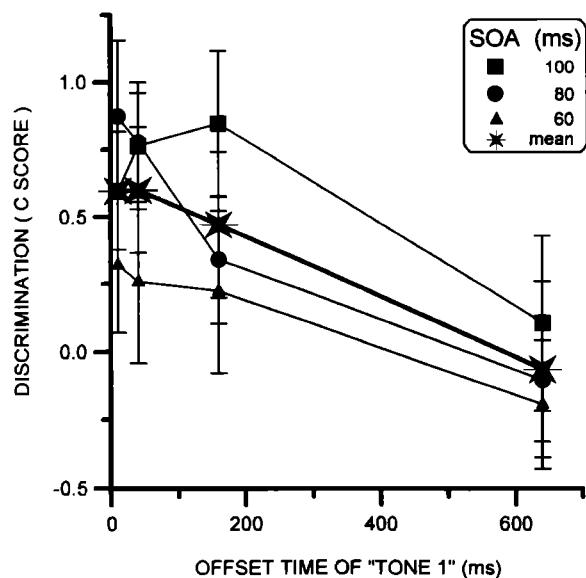 SOA (ms)
100
80
60
mean
1.0
0.5
0.0
-0.5
DISCRIMINATION ( C SCORE )
0
200
400
600
OFFSET TIME OF "TONE 1" (ms)